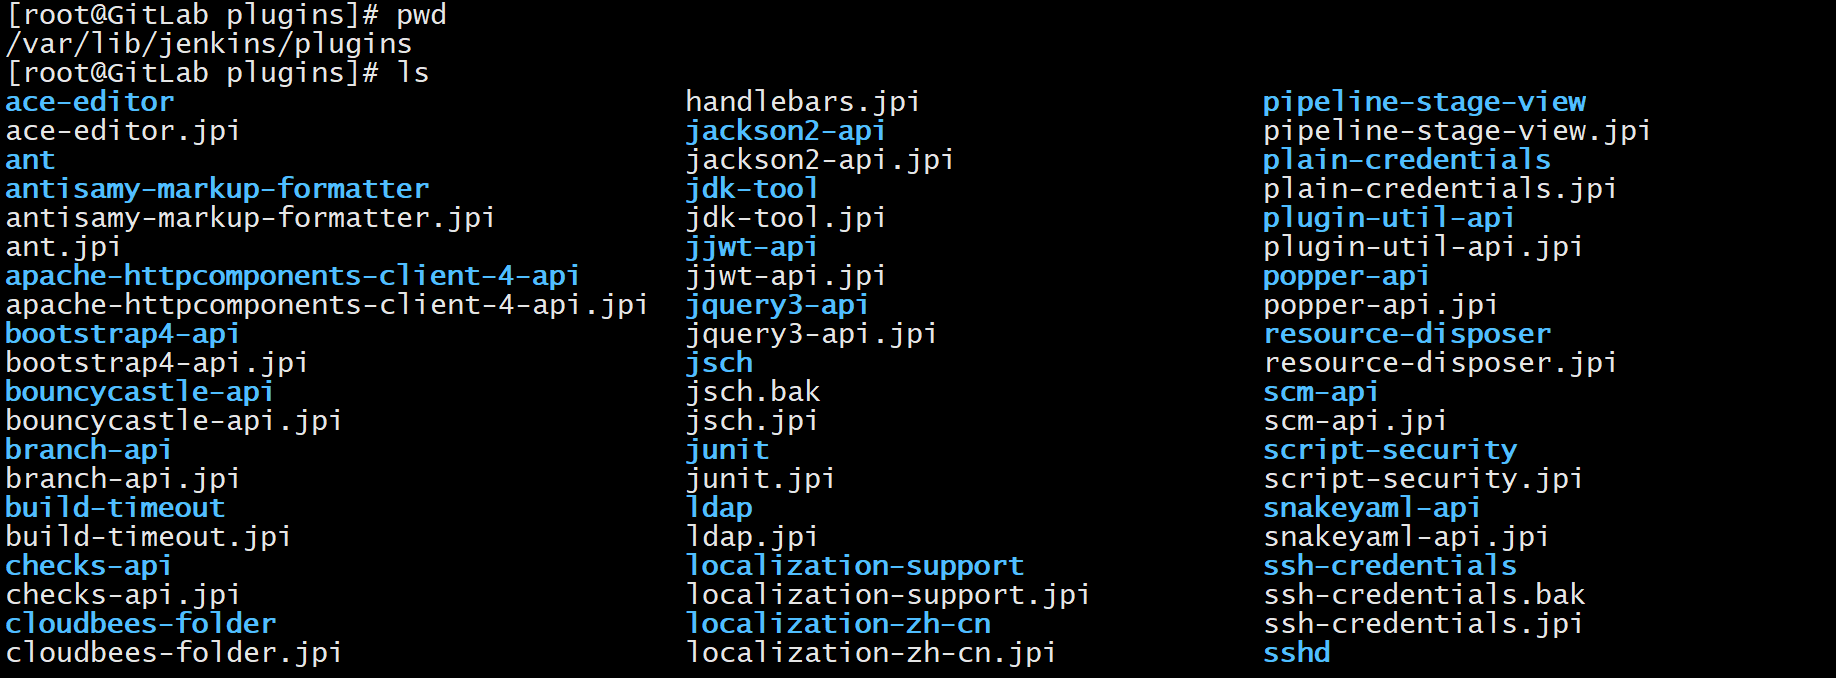 [root@GitLab plugins]# pwd
/var/lib/jenkins/plugins
[root@GitLab plugins]# ls
ace-editor handlebars.jpi pipeline-stage-view
ace-editor.jpi jackson2-api pipeline-stage-view.jpi
ant jackson2-api.jpi plain-credentials
antisamy-markup-formatter jdk-tool plain-credentials.jpi
antisamy-markup-formatter.jpi jdk-tool.jpi plugin-util-api
ant.jpi jjwt-api plugin-util-api.jpi
apache-httpcomponents-client-4-api jjwt-api.jpi popper-api
apache-httpcomponents-client-4-api.jpi jquery3-api popper-api.jpi
bootstrap4-api jquery3-api.jpi resource-disposer
bootstrap4-api.jpi jsch resource-disposer.jpi
bouncycastle-api jsch.bak scm-api
bouncycastle-api.jpi jsch.jpi scm-api.jpi
branch-api junit script-security
branch-api.jpi junit.jpi script-security.jpi
build-timeout ldap snakeyaml-api
build-timeout.jpi ldap.jpi snakeyaml-api.jpi
checks-api localization-support ssh-credentials
checks-api.jpi localization-support.jpi ssh-credentials.bak
cloudbees-folder localization-zh-cn ssh-credentials.jpi
cloudbees-folder.jpi localization-zh-cn.jpi sshd